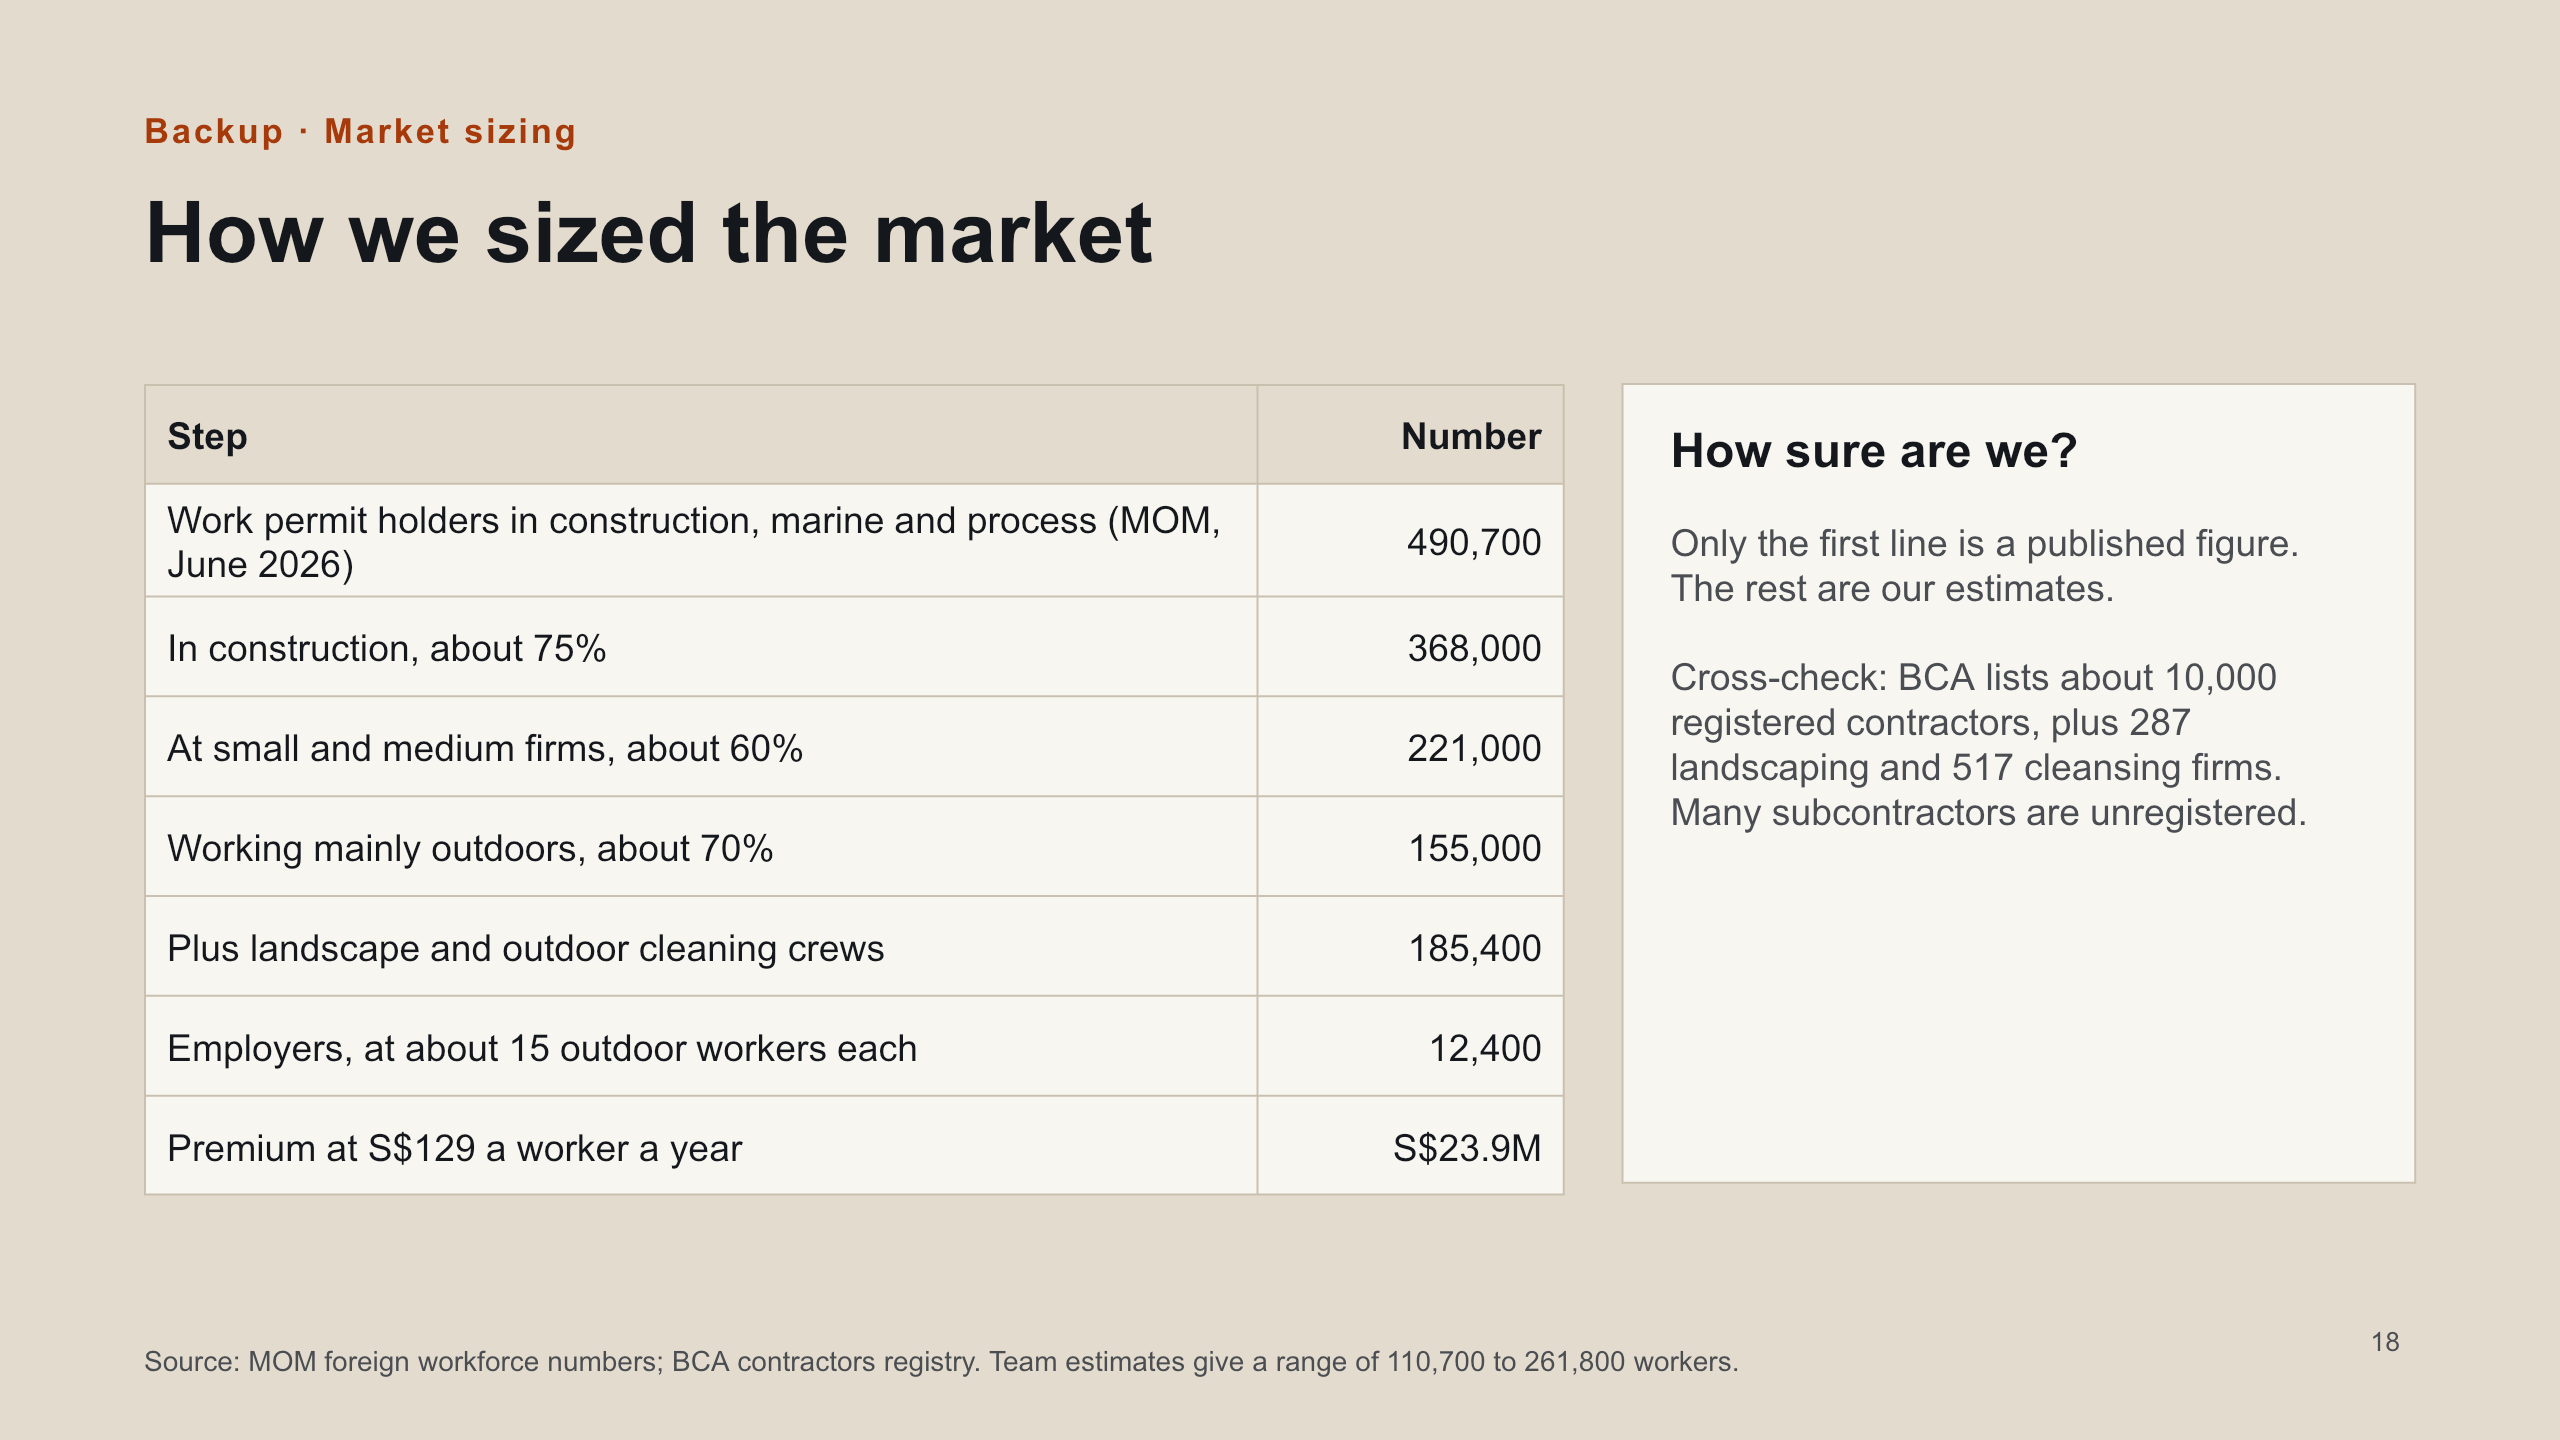 Backup · Market sizing
How we sized the market
Step
Number
Work permit holders in construction, marine and process (MOM,
June 2026)
490,700
In construction, about 75%
368,000
At small and medium firms, about 60%
221,000
Working mainly outdoors, about 70%
155,000
Plus landscape and outdoor cleaning crews
185,400
Employers, at about 15 outdoor workers each
12,400
Premium at S$129 a worker a year
S$23.9M
How sure are we?
Only the first line is a published figure.
The rest are our estimates.
Cross-check: BCA lists about 10,000
registered contractors, plus 287
landscaping and 517 cleansing firms.
Many subcontractors are unregistered.
Source: MOM foreign workforce numbers; BCA contractors registry. Team estimates give a range of 110,700 to 261,800 workers.
18